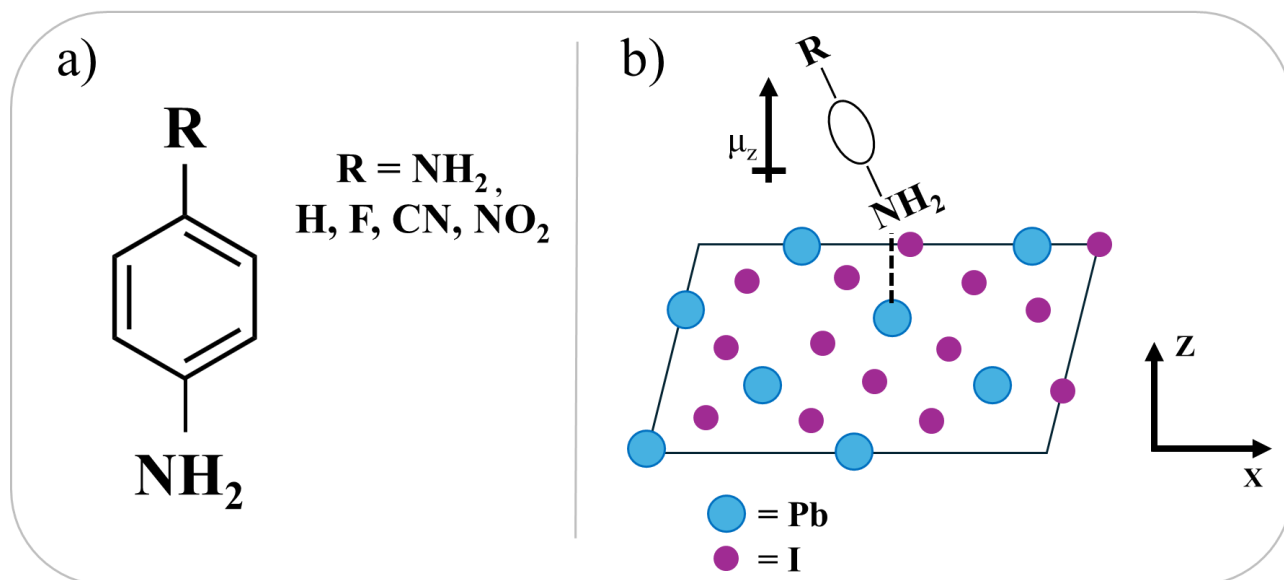 a)
R
R = NH₂ ,
H, F, CN, NO₂
NH₂
b)
R
μz
NH₂
z
x
= Pb
= I